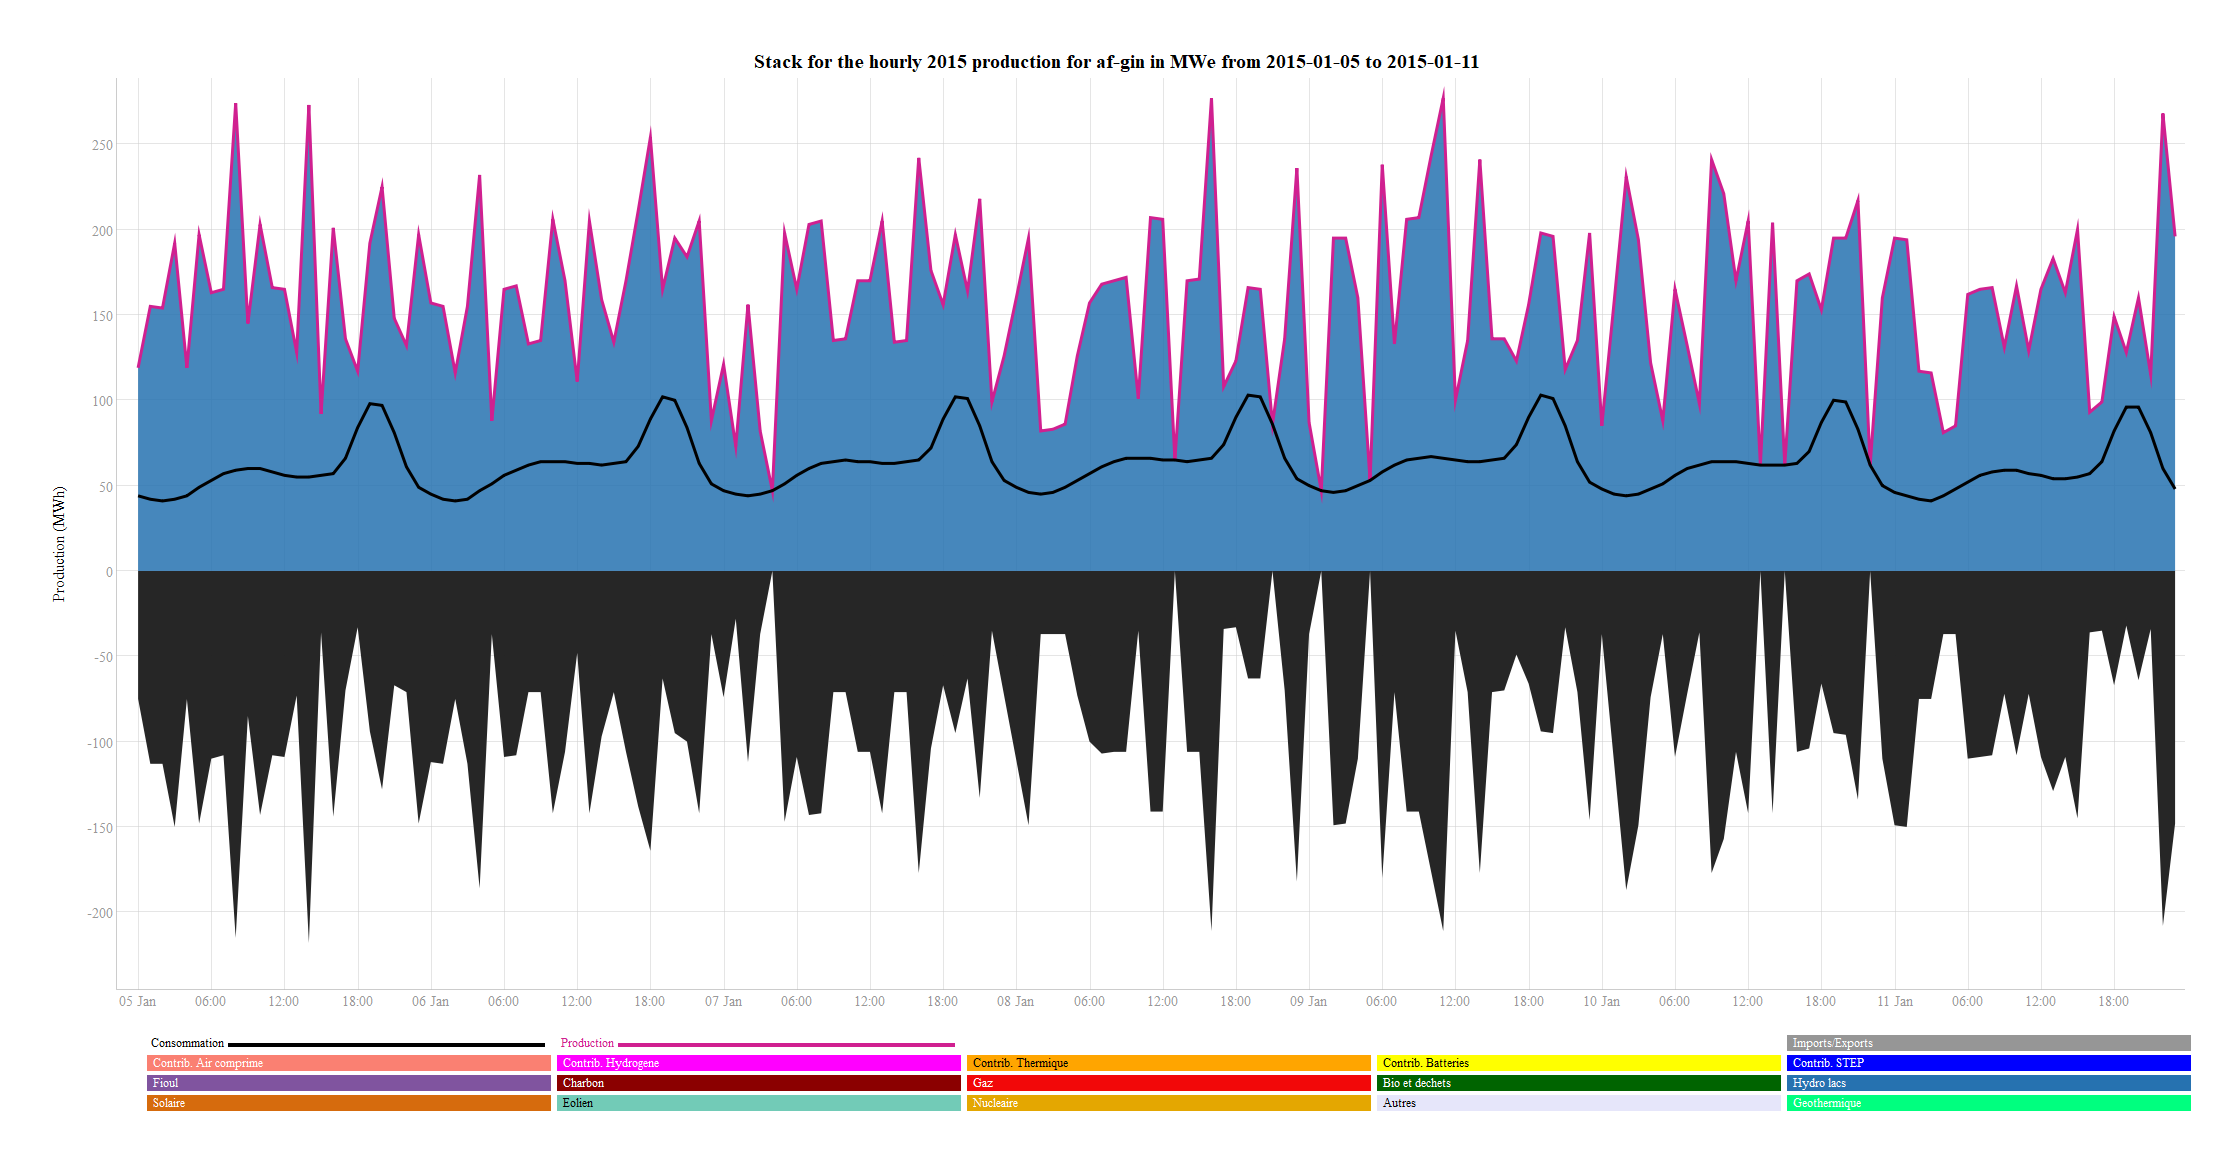 Stack for the hourly 2015 production for af-gin in MWe from 2015-01-05 to 2015-01-11
Production (MWh)
250
200
150
100
50
0
-50
-100
-150
-200
05 Jan 06:00 12:00 18:00 06 Jan 06:00 12:00 18:00 07 Jan 06:00 12:00 18:00 08 Jan 06:00 12:00 18:00 09 Jan 06:00 12:00 18:00 10 Jan 06:00 12:00 18:00 11 Jan 06:00 12:00 18:00
Consommation Production Imports/Exports
Contrib. Air comprime Contrib. Hydrogene Contrib. Thermique Contrib. Batteries Contrib. STEP
Fioul Charbon Gaz Bio et dechets Hydro lacs
Solaire Eolien Nucleaire Autres Geothermique